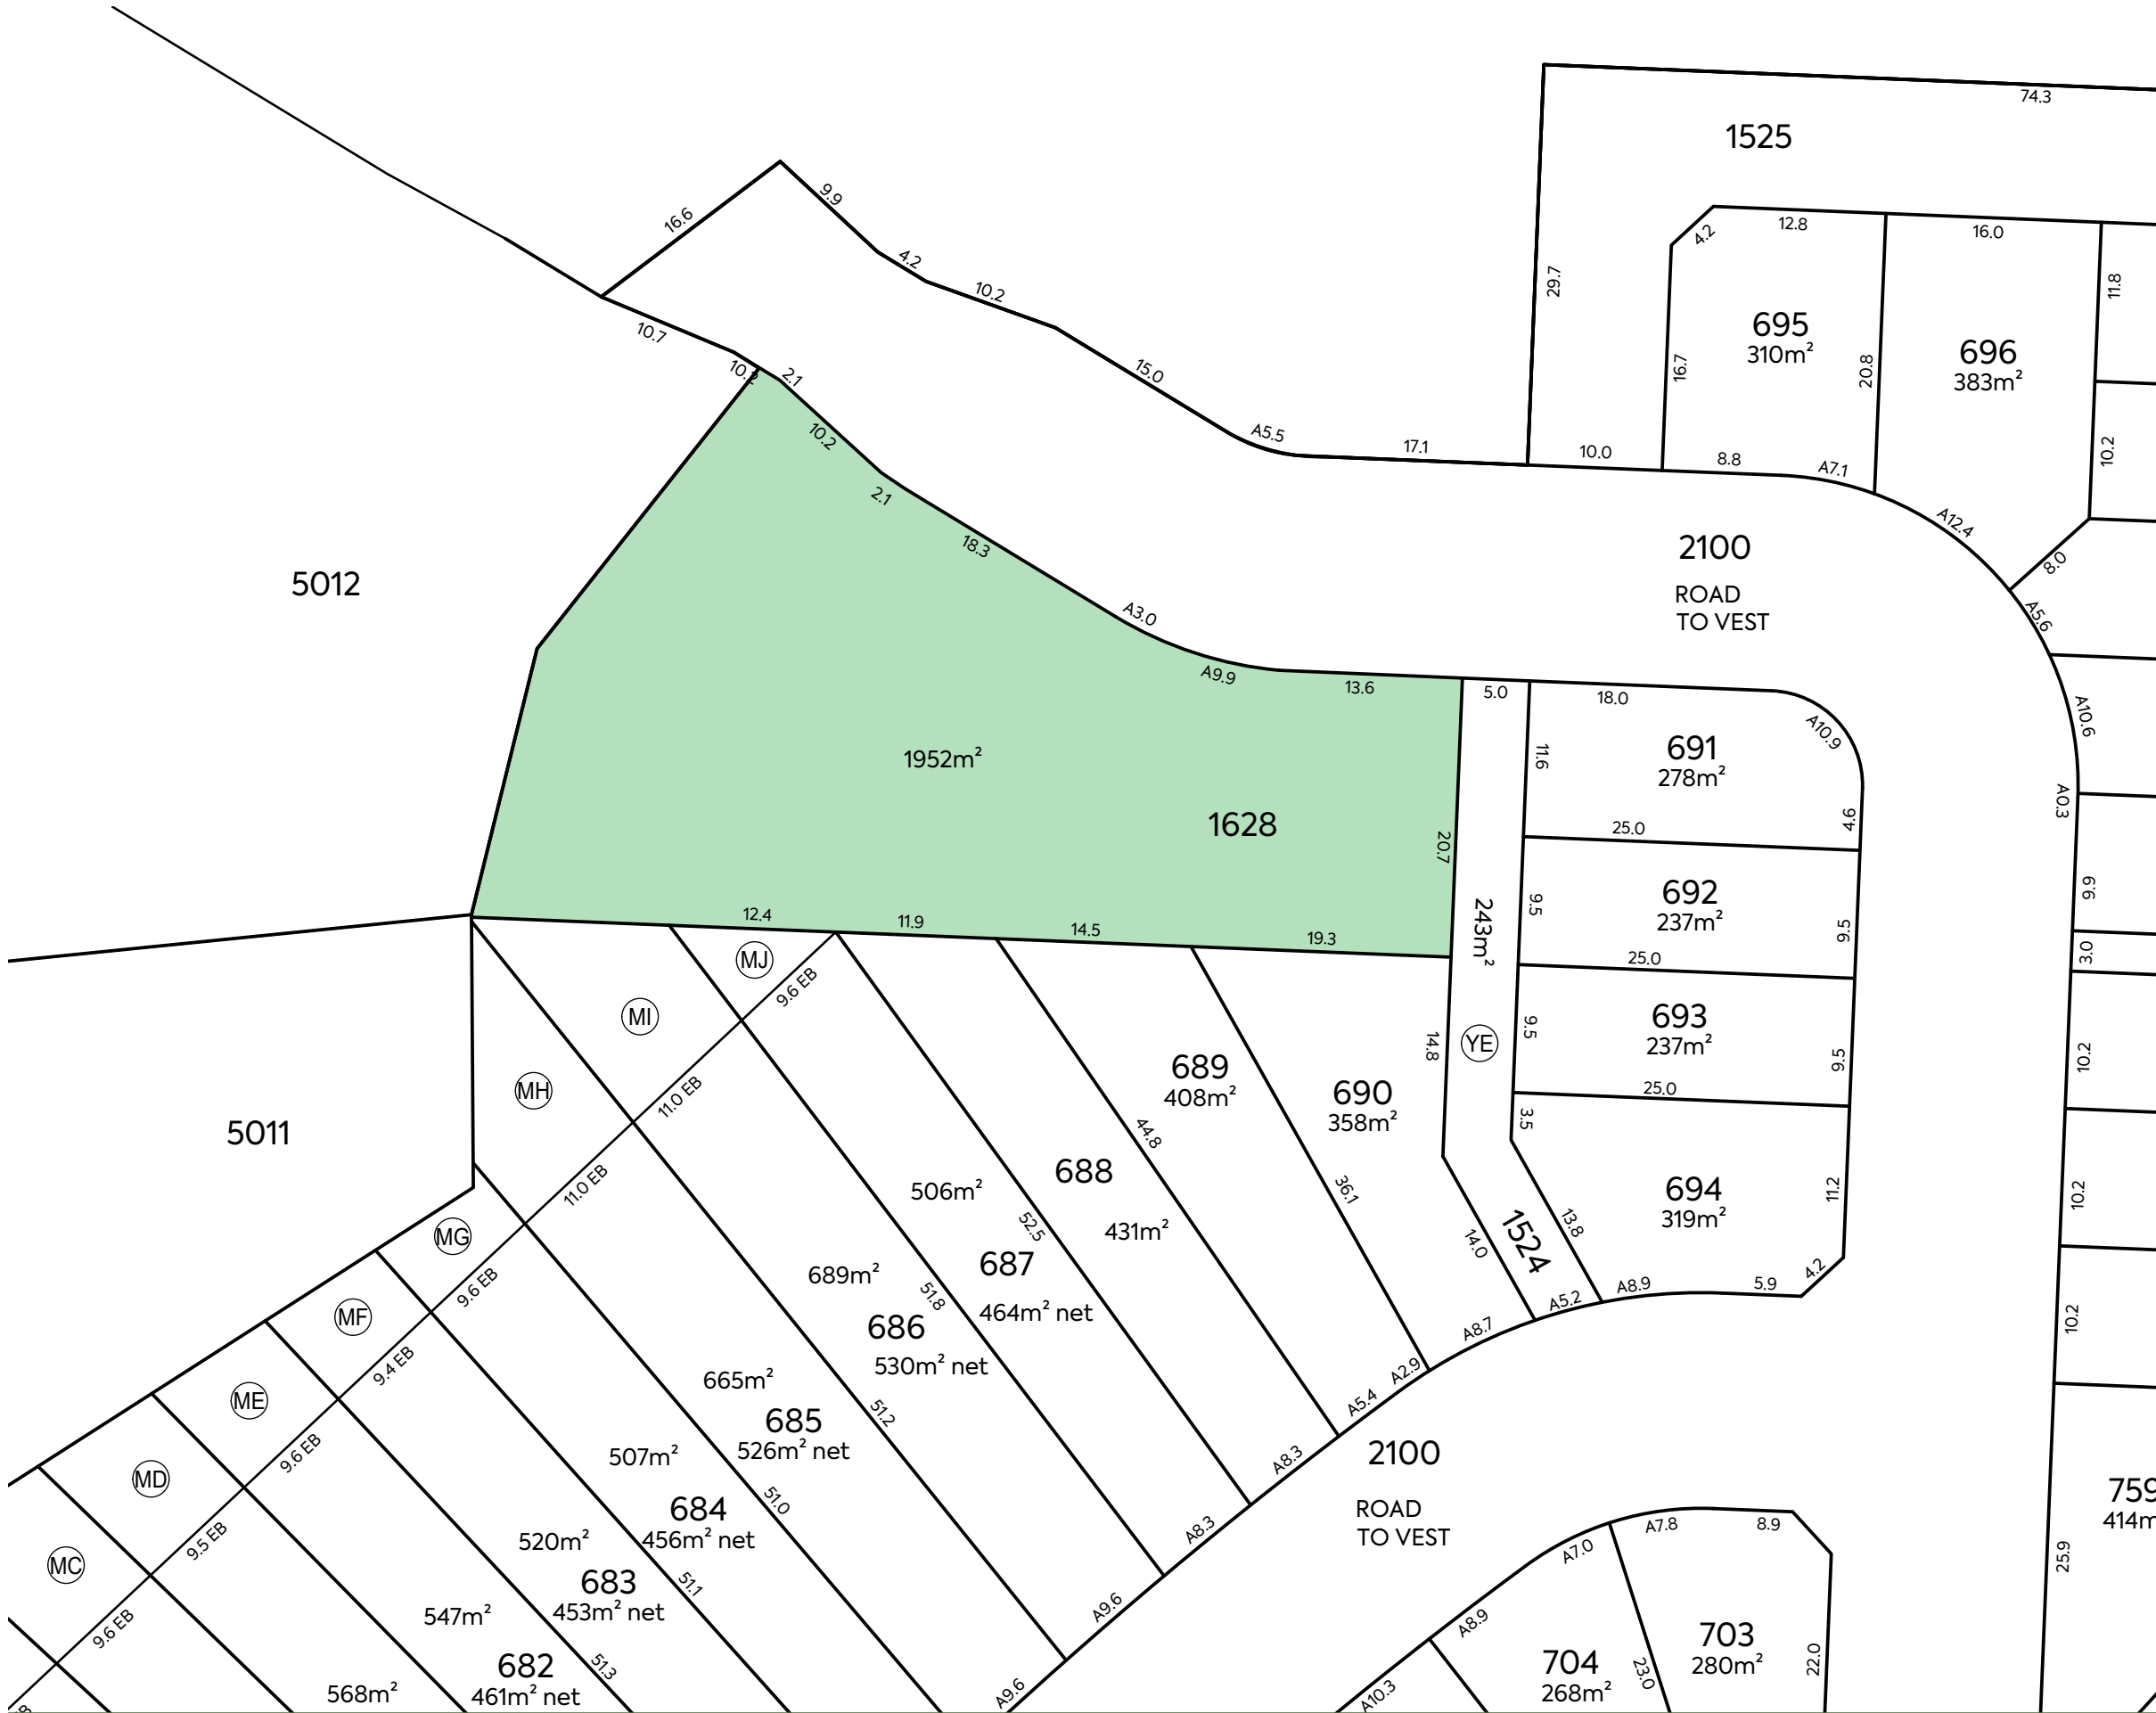 74.3
1525
16.6
9.9
4.2
10.2
12.8
16.0
4.2
29.7
11.8
10.7
15.0
695
310m²
696
383m²
16.7
20.8
10.2
2.1
10.2
A5.5
17.1
10.0
8.8
A7.1
10.2
2.1
18.3
A12.4
2100
ROAD
TO VEST
8.0
5012
A3.0
A5.6
A9.9
13.6
5.0
18.0
A10.9
A10.6
11.6
691
278m²
1952m²
1628
20.7
25.0
4.6
A0.3
692
237m²
9.5
9.5
9.9
243m²
12.4
11.9
14.5
19.3
25.0
3.0
MJ
9.6 EB
MI
693
237m²
9.5
9.5
14.8
YE
10.2
MH
11.0 EB
689
408m²
690
358m²
25.0
3.5
5011
44.8
688
431m²
36.1
694
319m²
11.2
10.2
11.0 EB
506m²
52.5
687
464m² net
14.0
1524
13.8
MG
9.6 EB
689m²
51.8
686
530m² net
A8.7
A5.2
A8.9
5.9
4.2
10.2
MF
9.4 EB
665m²
685
526m² net
51.2
A5.4
A2.9
ME
9.6 EB
507m²
684
456m² net
51.0
A8.3
2100
ROAD
TO VEST
MD
9.5 EB
520m²
683
453m² net
51.1
A8.3
A7.0
A7.8
8.9
25.9
759
414m
MC
9.6 EB
547m²
682
461m² net
51.3
A9.6
A8.9
703
280m²
22.0
568m²
A9.6
A10.3
704
268m²
23.0